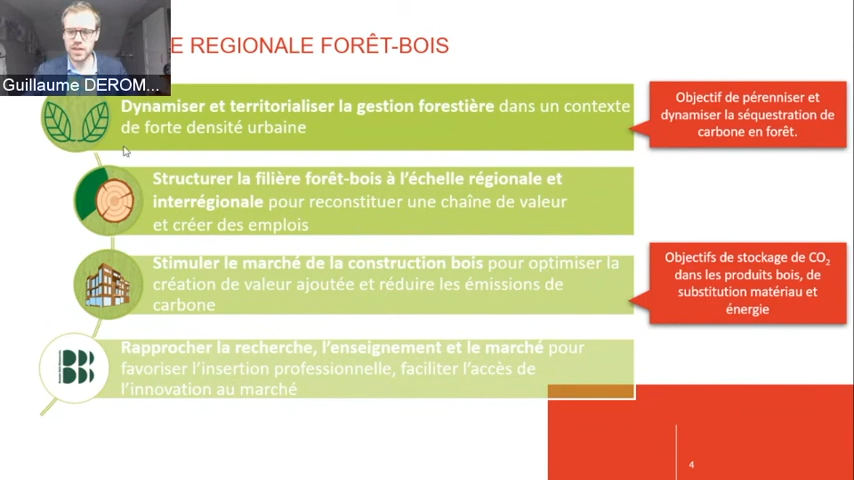 E REGIONALE FORÊT-BOIS
Guillaume DEROM...
Dynamiser et territorialiser la gestion forestière dans un contexte
de forte densité urbaine
Objectif de pérenniser et
dynamiser la séquestration de
carbone en forêt.
Structurer la filière forêt-bois à l’échelle régionale et
interrégionale pour reconstituer une chaîne de valeur
et créer des emplois
Stimuler le marché de la construction bois pour optimiser la
création de valeur ajoutée et réduire les émissions de
carbone
Objectifs de stockage de CO₂
dans les produits bois, de
substitution matériau et
énergie
Rapprocher la recherche, l’enseignement et le marché pour
favoriser l’insertion professionnelle, faciliter l’accès de
l’innovation au marché
4